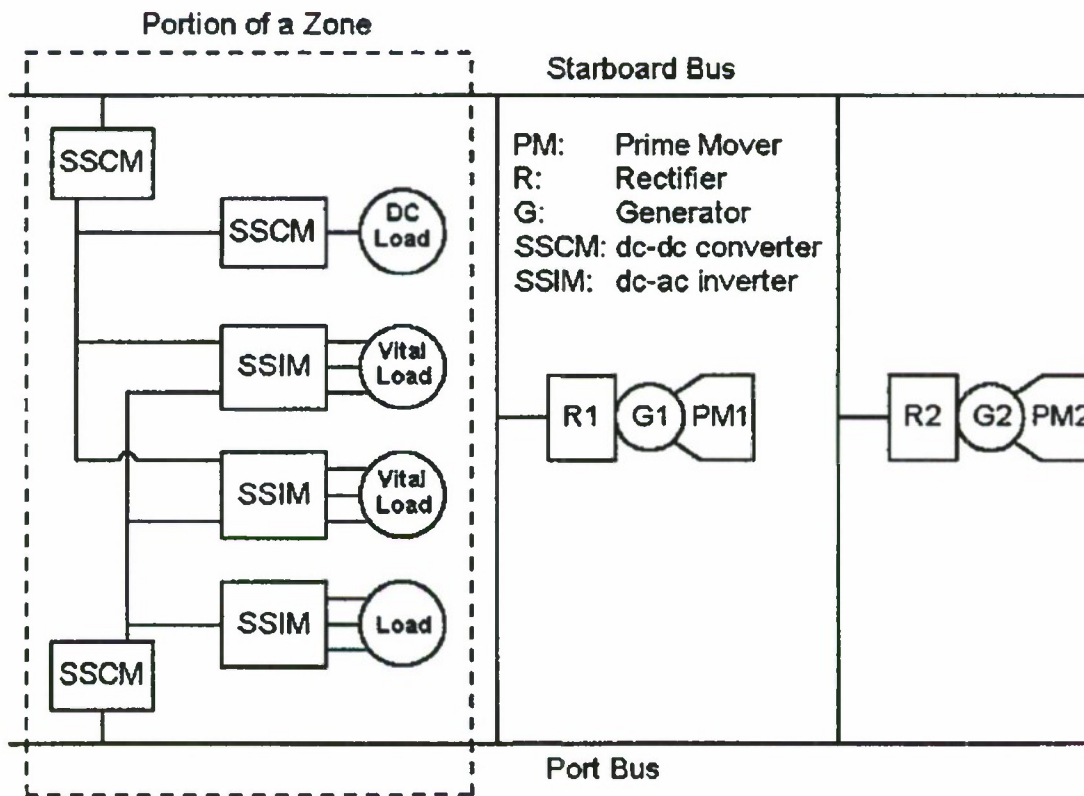 Portion of a Zone
Starboard Bus
SSCM
PM: Prime Mover
R: Rectifier
G: Generator
SSCM: dc-dc converter
SSIM: dc-ac inverter
SSCM
DC
Load
SSIM
Vital
Load
R1
G1
PM1
R2
G2
PM2
SSIM
Vital
Load
SSIM
Load
SSCM
Port Bus